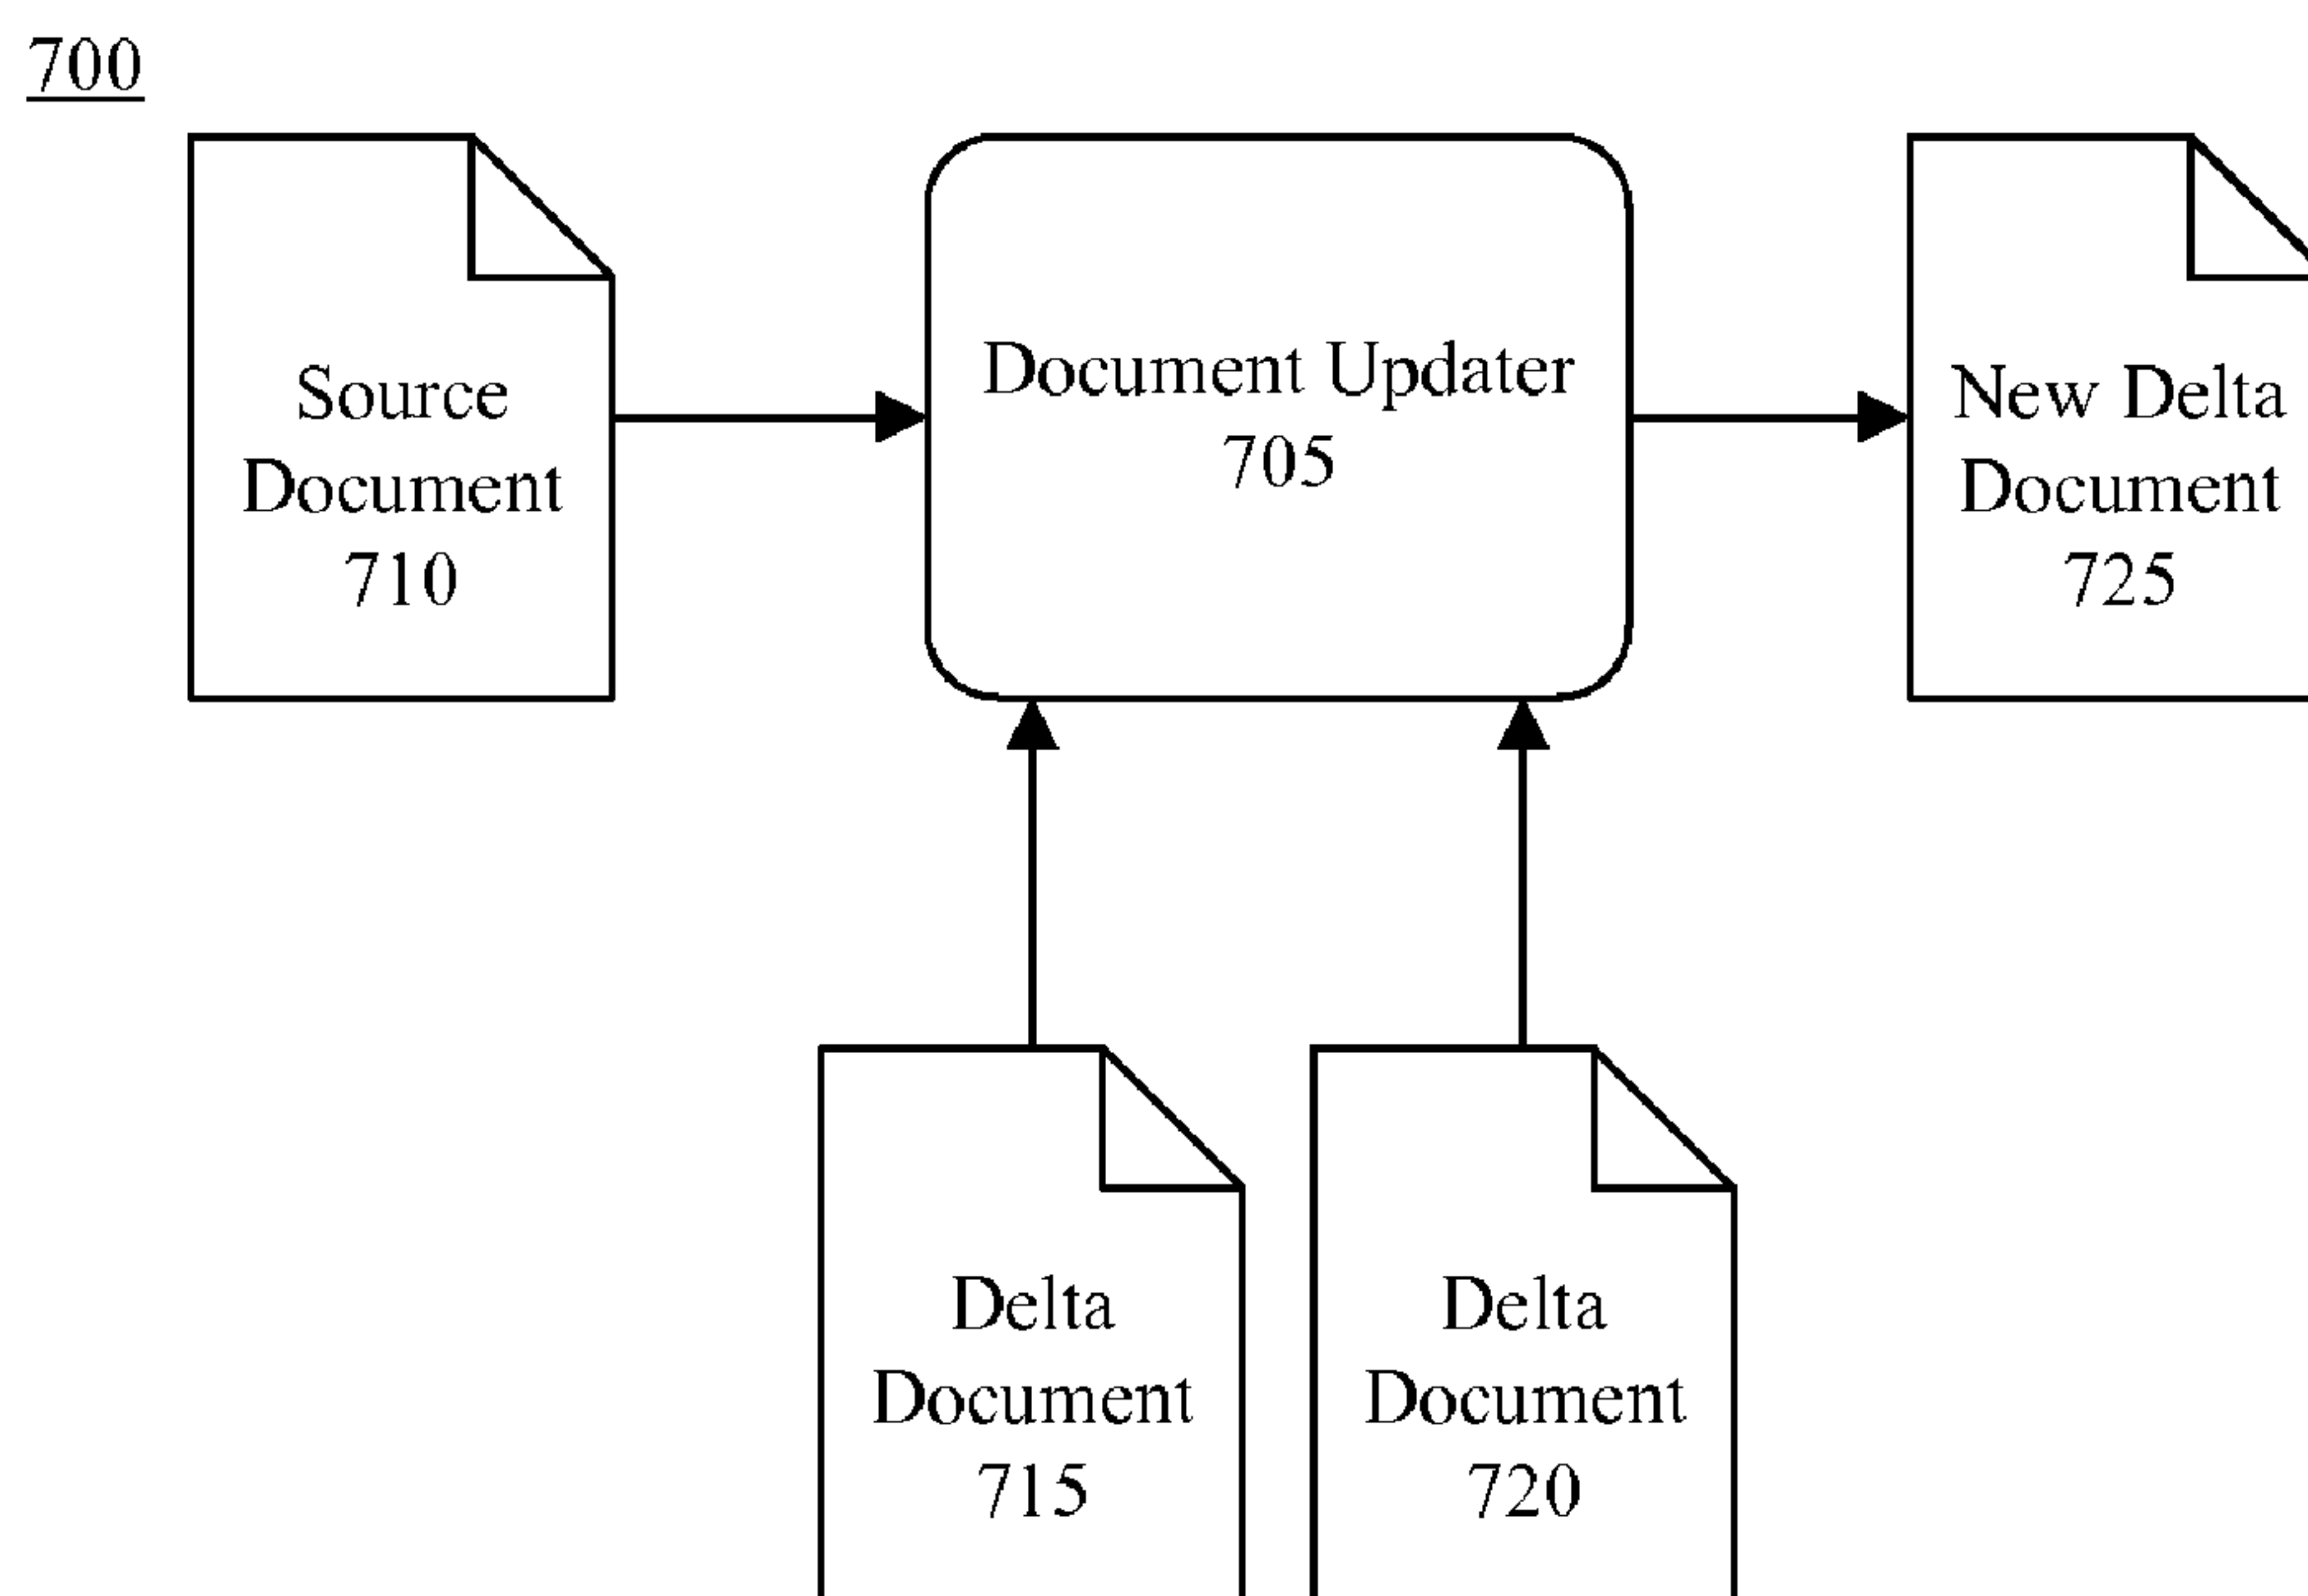 700
Source
Document
710
Document Updater
705
New Delta
Document
725
Delta
Document
715
Delta
Document
720